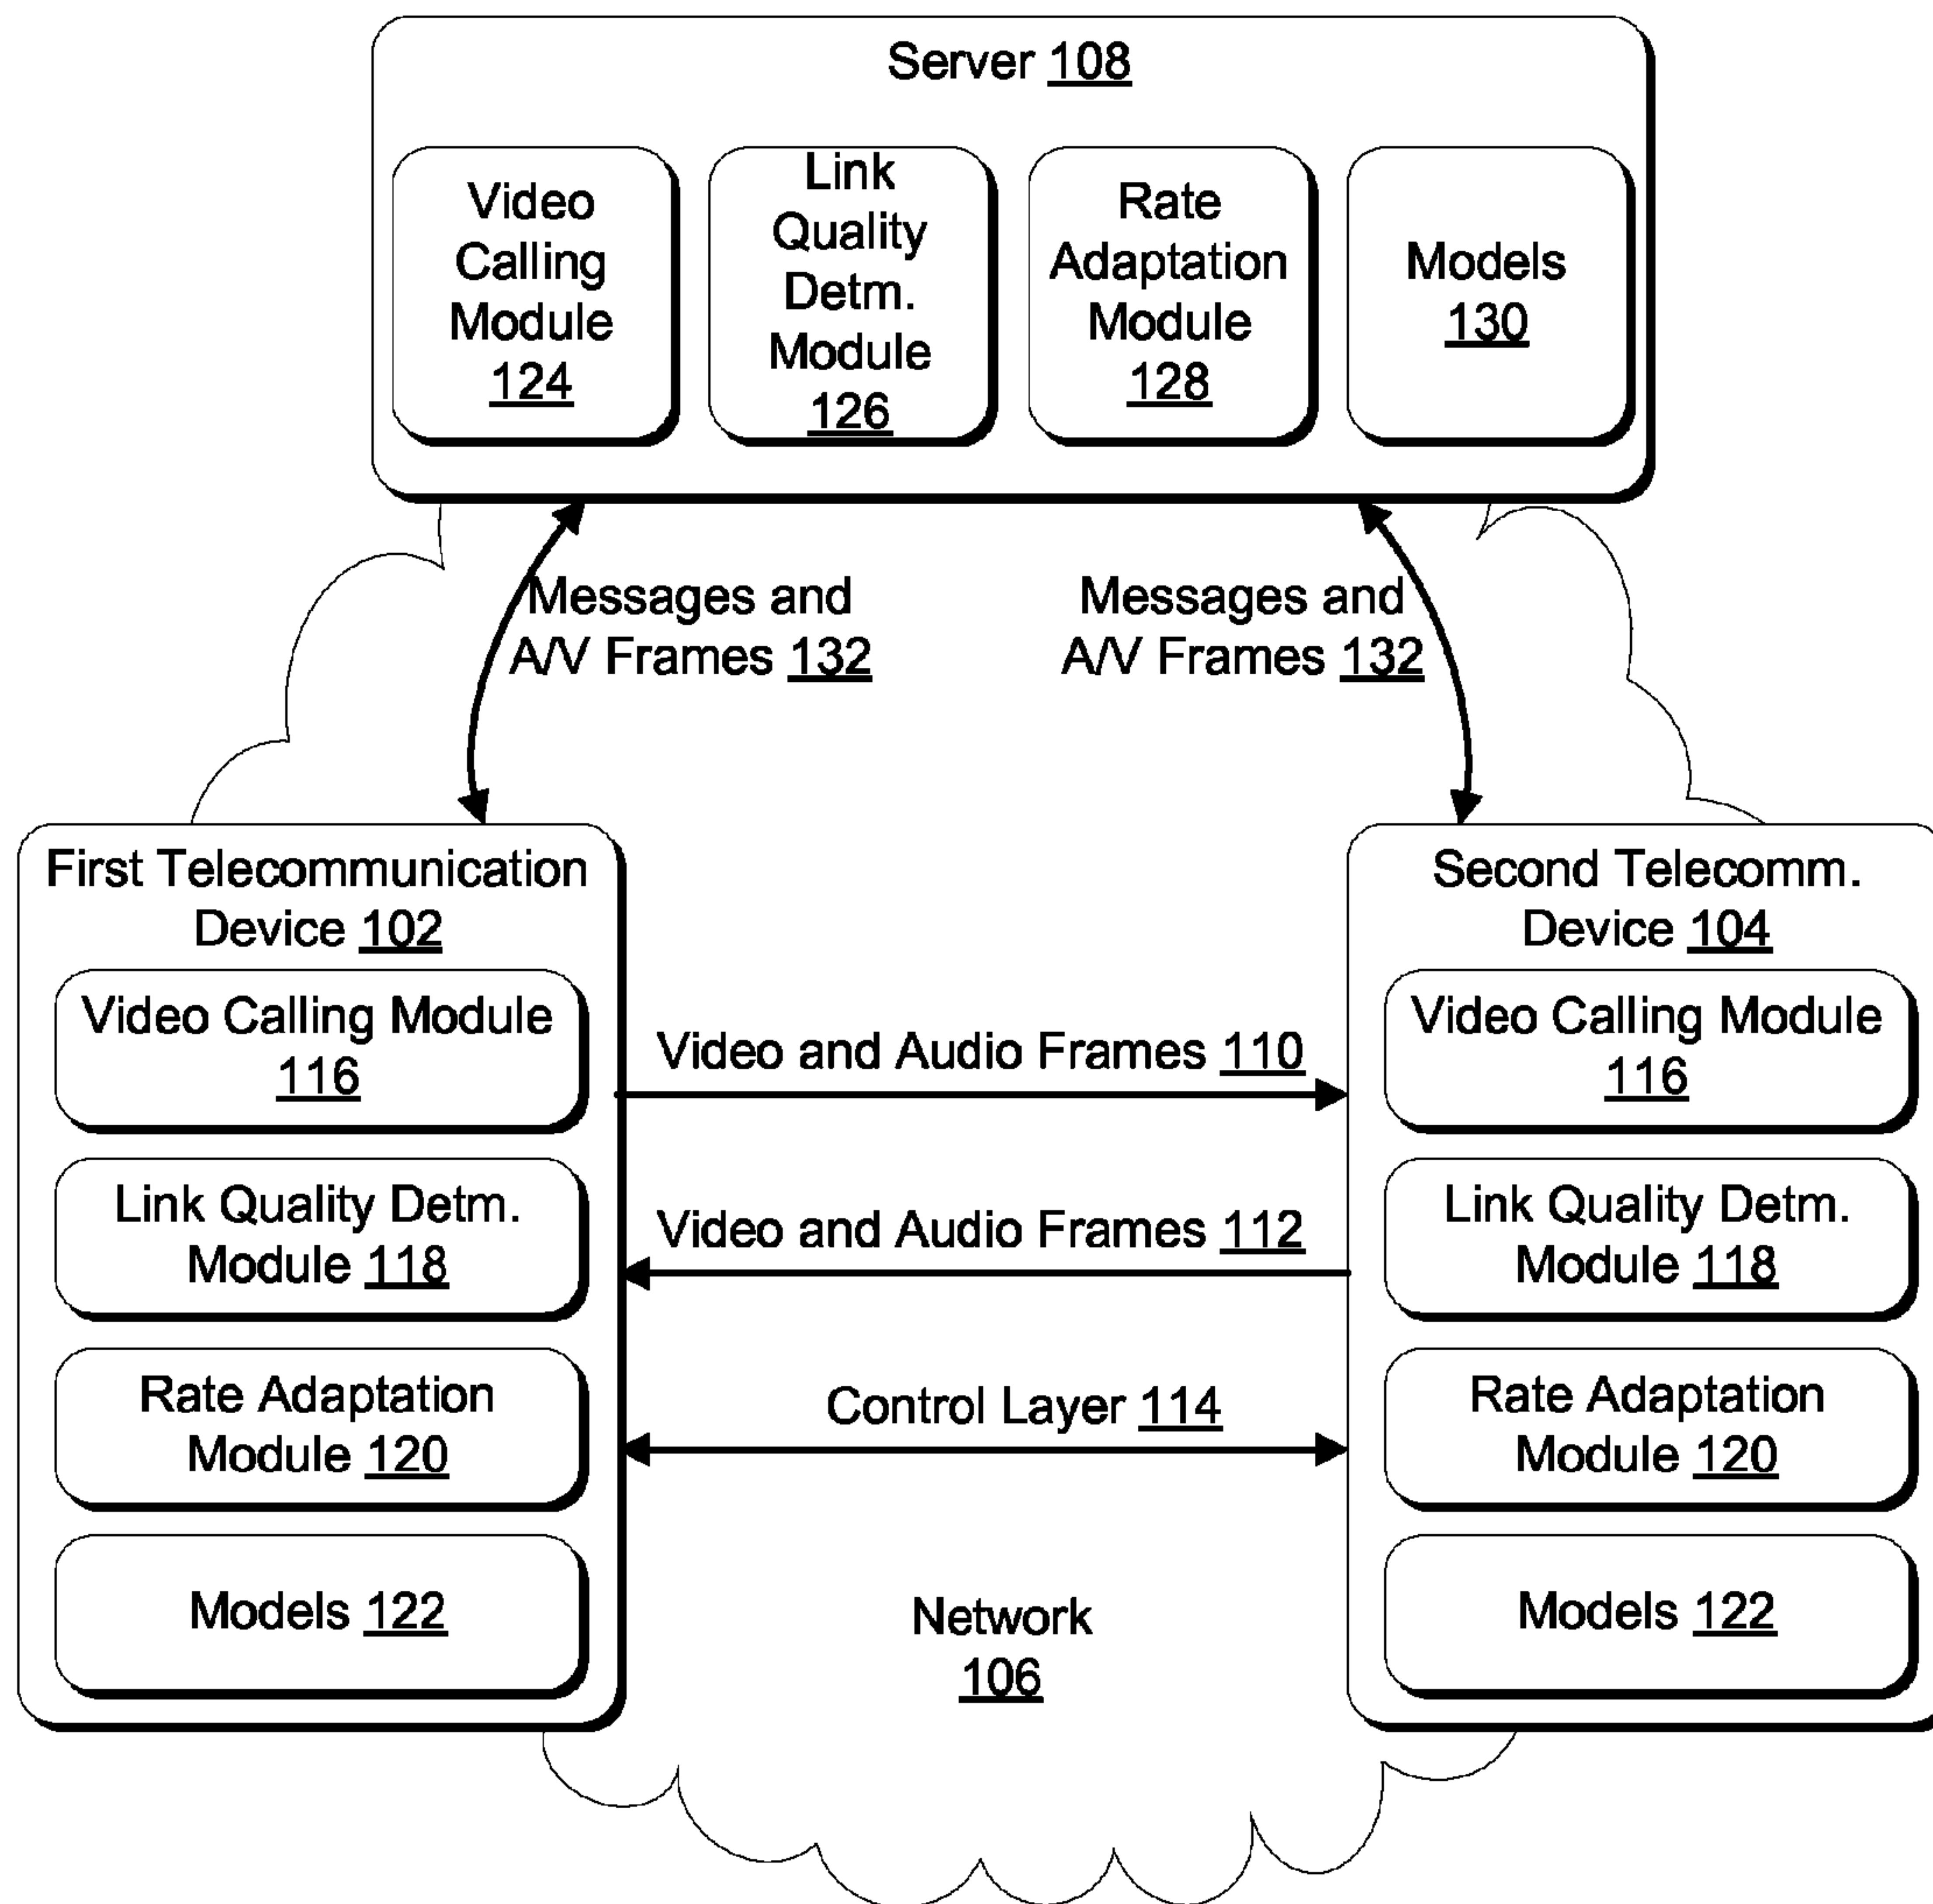 Server 108
Video
Calling
Module
124
Link
Quality
Detm.
Module
126
Rate
Adaptation
Module
128
Models
130
Messages and
A/V Frames 132
Messages and
A/V Frames 132
First Telecommunication
Device 102
Video Calling Module
116
Link Quality Detm.
Module 118
Rate Adaptation
Module 120
Models 122
Video and Audio Frames 110
Video and Audio Frames 112
Control Layer 114
Network
106
Second Telecomm.
Device 104
Video Calling Module
116
Link Quality Detm.
Module 118
Rate Adaptation
Module 120
Models 122